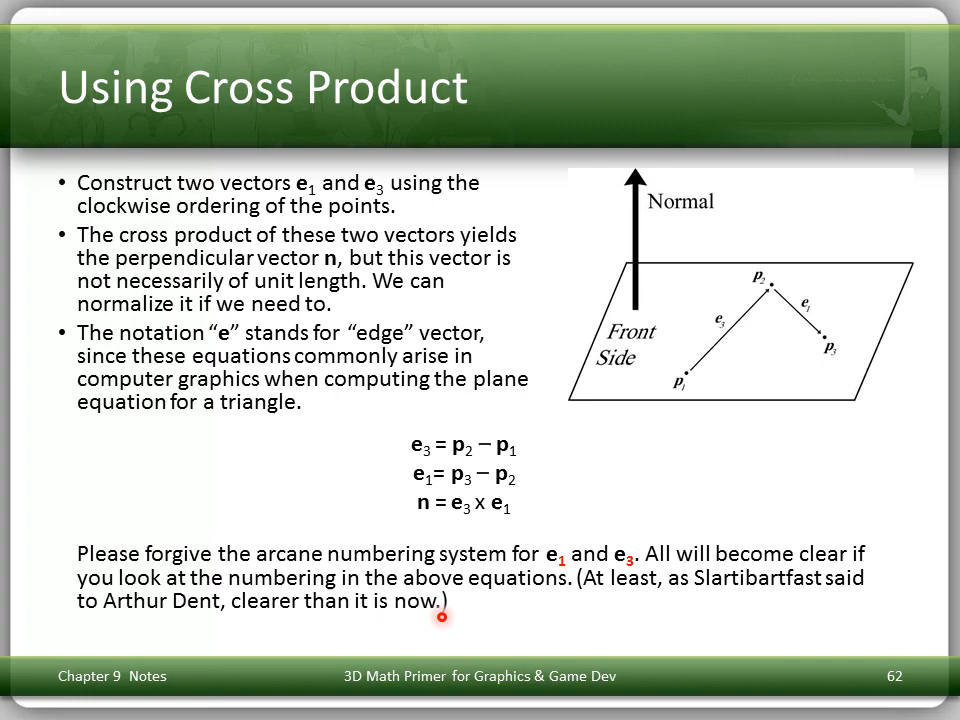 Using Cross Product
• Construct two vectors e1 and e3 using the
clockwise ordering of the points.
• The cross product of these two vectors yields
the perpendicular vector n, but this vector is
not necessarily of unit length. We can
normalize it if we need to.
• The notation “e” stands for “edge” vector,
since these equations commonly arise in
computer graphics when computing the plane
equation for a triangle.
Normal
p2
e1
e3
Front
Side
p3
p1
e3 = p2 – p1
e1= p3 – p2
n = e3 x e1
Please forgive the arcane numbering system for e1 and e3. All will become clear if
you look at the numbering in the above equations. (At least, as Slartibartfast said
to Arthur Dent, clearer than it is now.)
Chapter 9 Notes
3D Math Primer for Graphics & Game Dev
62